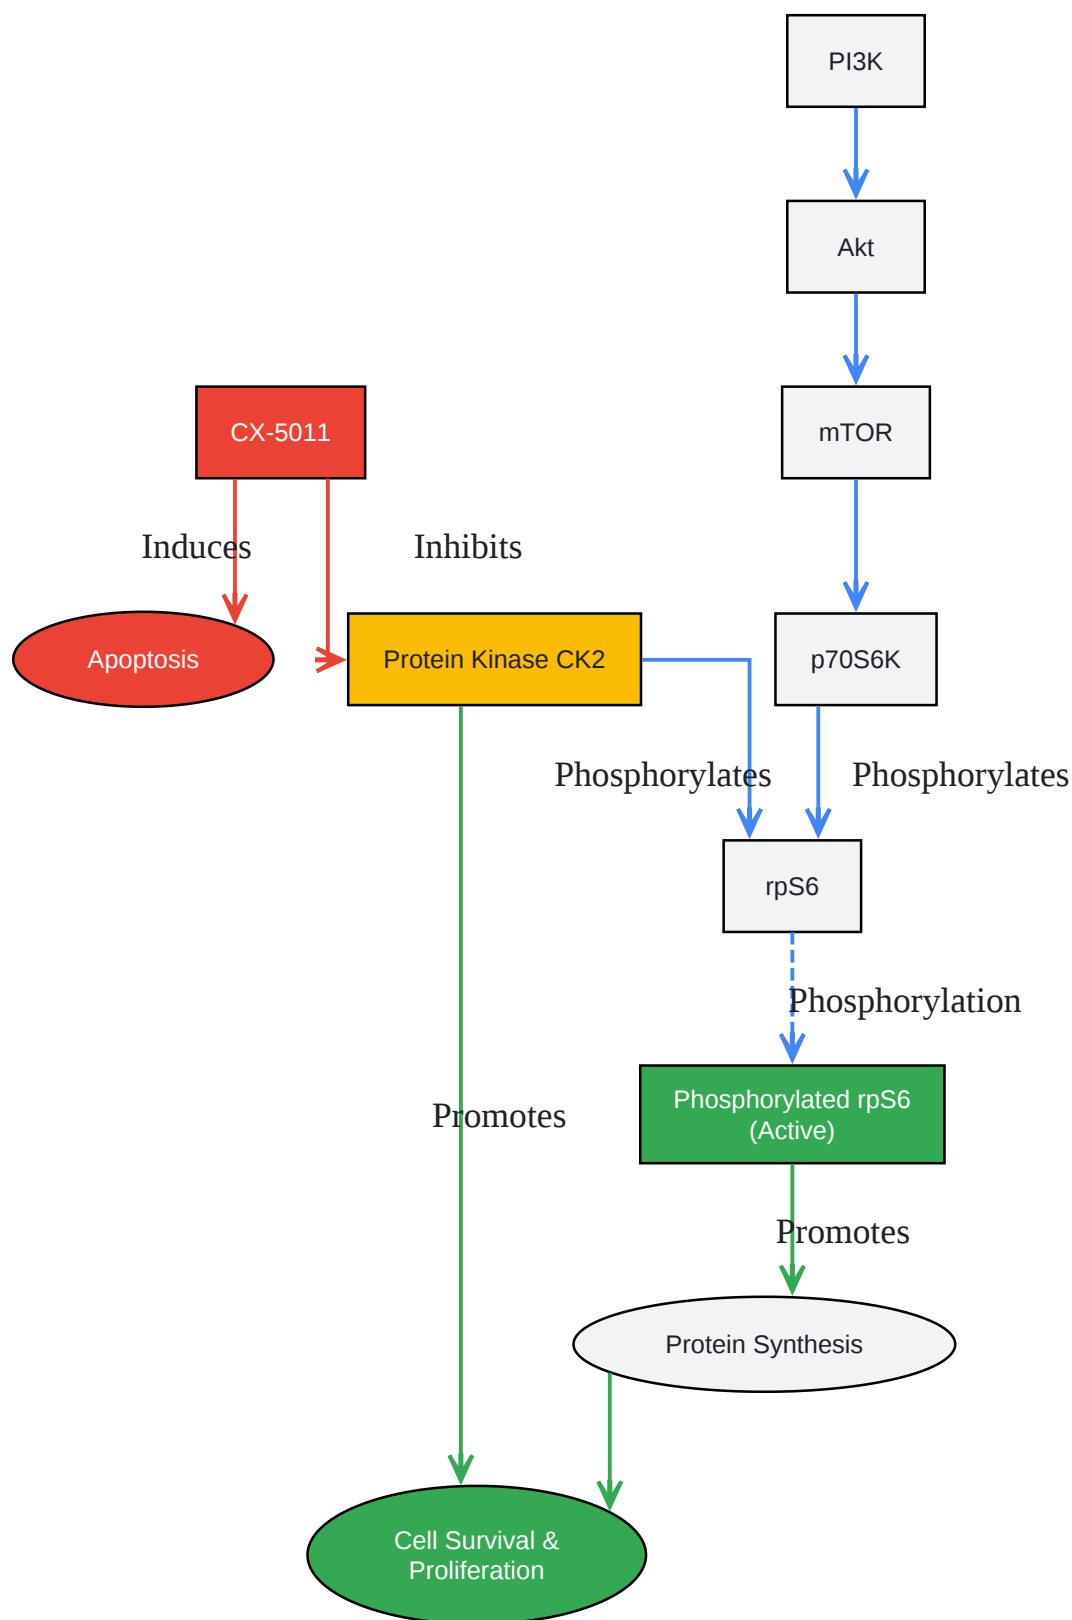 PI3K
Akt
CX-5011
mTOR
Induces
Inhibits
Apoptosis
Protein Kinase CK2
p70S6K
Phosphorylates
Phosphorylates
rpS6
Phosphorylation
Phosphorylated rpS6
(Active)
Promotes
Promotes
Protein Synthesis
Cell Survival &
Proliferation